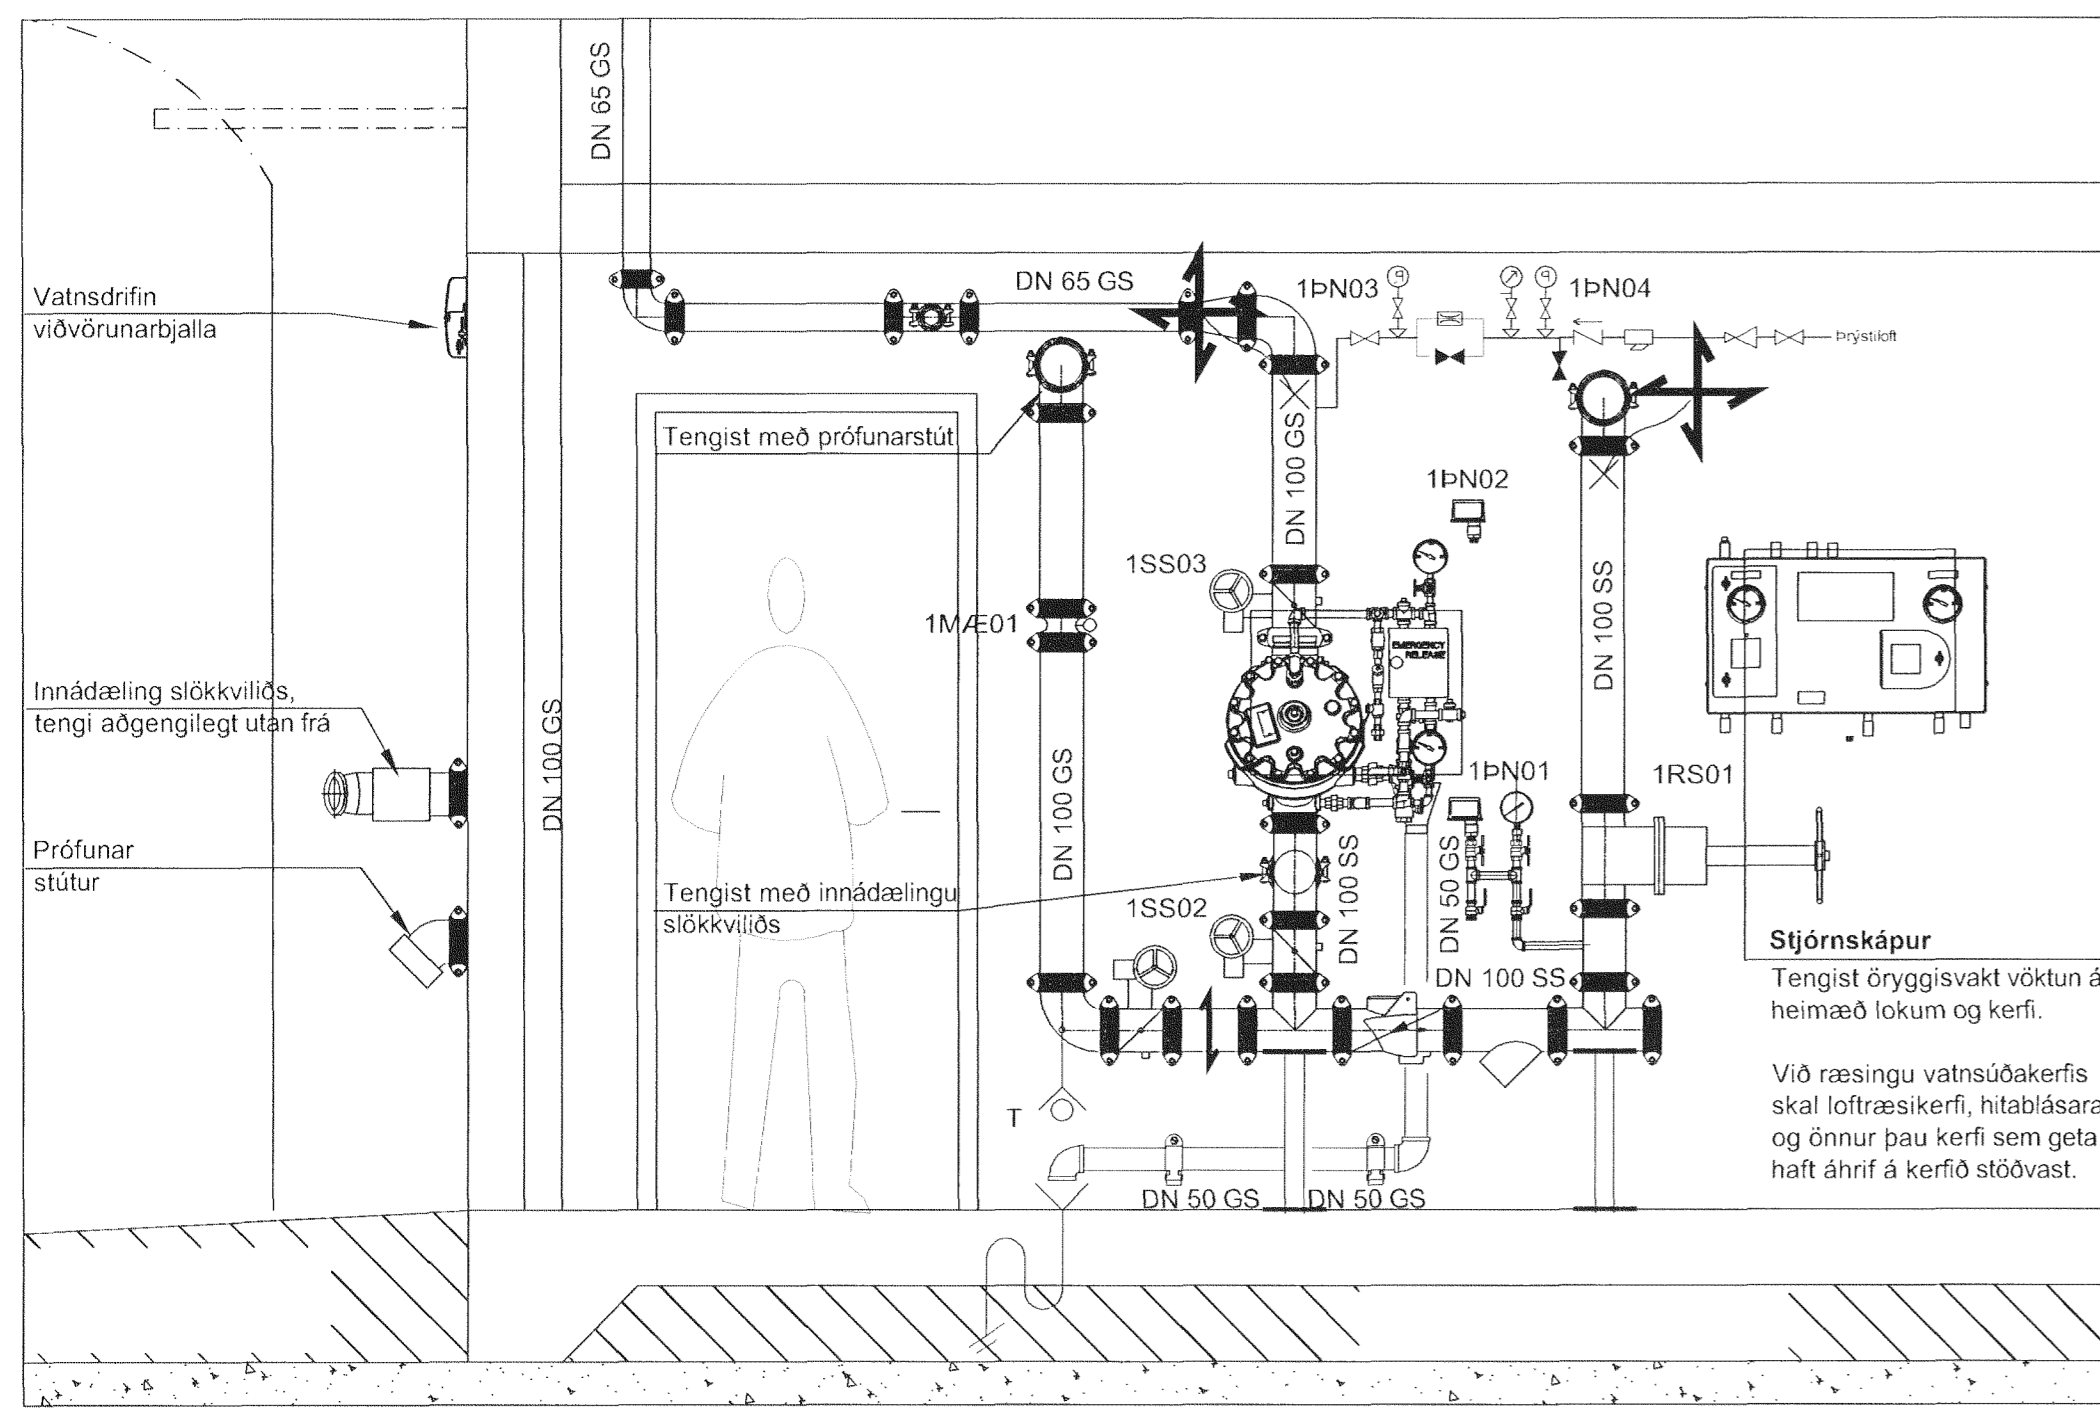 DN 65 GS
Vatnsdrifin
viðvörunarbjalla
DN 65 GS
1ÞN03
1ÞN04
Þrýstiloft
Tengist með prófunarstút
DN 100 GS
1ÞN02
1SS03
1MÆ01
EMERGENCY
RELEASE
DN 100 SS
Innádæling slökkviliðs,
tengi aðgengilegt utan frá
DN 100 GS
DN 100 GS
1ÞN01
1RS01
Prófunar
stútur
Tengist með innádælingu
slökkviliðs
1SS02
DN 100 SS
DN 50 GS
DN 100 SS
Stjórnskápur
Tengist öryggisvakt vöktun á
heimæð lokum og kerfi.
Við ræsingu vatnsúðakerfis
skal loftræsikerfi, hitablásara
og önnur þau kerfi sem geta
haft áhrif á kerfið stöðvast.
T
DN 50 GS
DN 50 GS